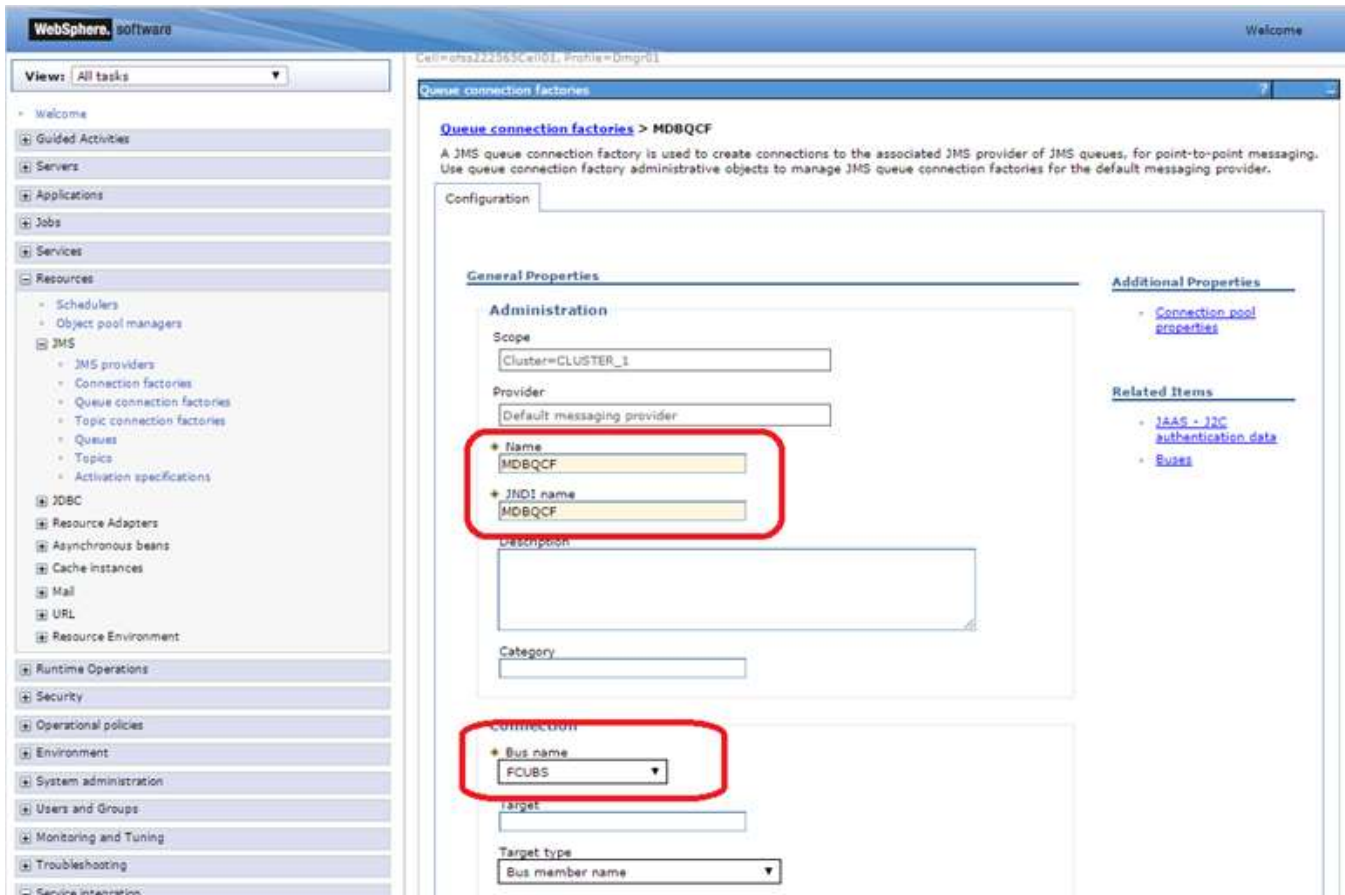 WebSphere. software
Welcome
View: All tasks
Welcome
Guided Activities
Servers
Applications
Jobs
Services
Resources
Schedulers
Object pool managers
JMS
JMS providers
Connection factories
Queue connection factories
Topic connection factories
Queues
Topics
Activation specifications
JDBC
Resource Adapters
Asynchronous beans
Cache instances
Mail
URL
Resource Environment
Runtime Operations
Security
Operational policies
Environment
System administration
Users and Groups
Monitoring and Tuning
Troubleshooting
Service integration
Cell=ofss222565Cell01, Profile=Dmgr01
Queue connection factories
?
Queue connection factories > MDBQCF
A JMS queue connection factory is used to create connections to the associated JMS provider of JMS queues, for point-to-point messaging.
Use queue connection factory administrative objects to manage JMS queue connection factories for the default messaging provider.
Configuration
General Properties
Administration
Scope
Cluster=CLUSTER_1
Provider
Default messaging provider
Name
MDBQCF
JNDI name
MDBQCF
Description
Category
Connection
Bus name
FCUBS
Target
Target type
Bus member name
Additional Properties
Connection pool
properties
Related Items
JAAS - J2C
authentication data
Buses